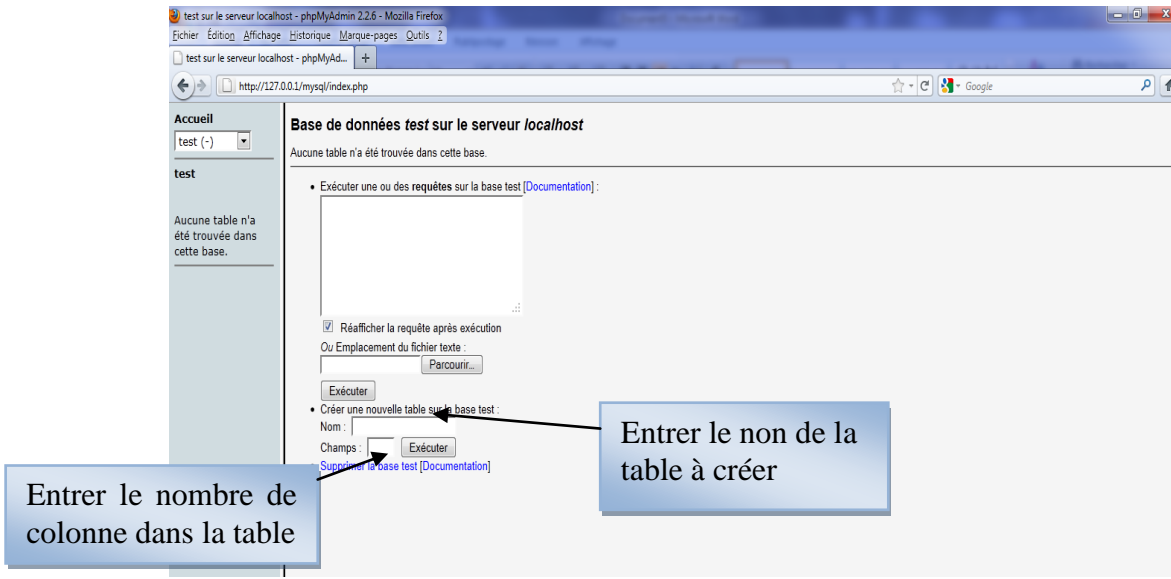 test sur le serveur localhost - phpMyAdmin 2.2.6 - Mozilla Firefox
Fichier Édition Affichage Historique Marque-pages Outils ?
test sur le serveur localhost - phpMyAd... +
http://127.0.0.1/mysql/index.php
Google
Accueil
test (-)
test
Aucune table n'a
été trouvée dans
cette base.
Base de données test sur le serveur localhost
Aucune table n'a été trouvée dans cette base.
• Exécuter une ou des requêtes sur la base test [Documentation] :
Réafficher la requête après exécution
Ou Emplacement du fichier texte :
Parcourir...
Exécuter
• Créer une nouvelle table sur la base test :
Nom :
Champs : Exécuter
• Supprimer la base test [Documentation]
Entrer le non de la
table à créer
Entrer le nombre de
colonne dans la table